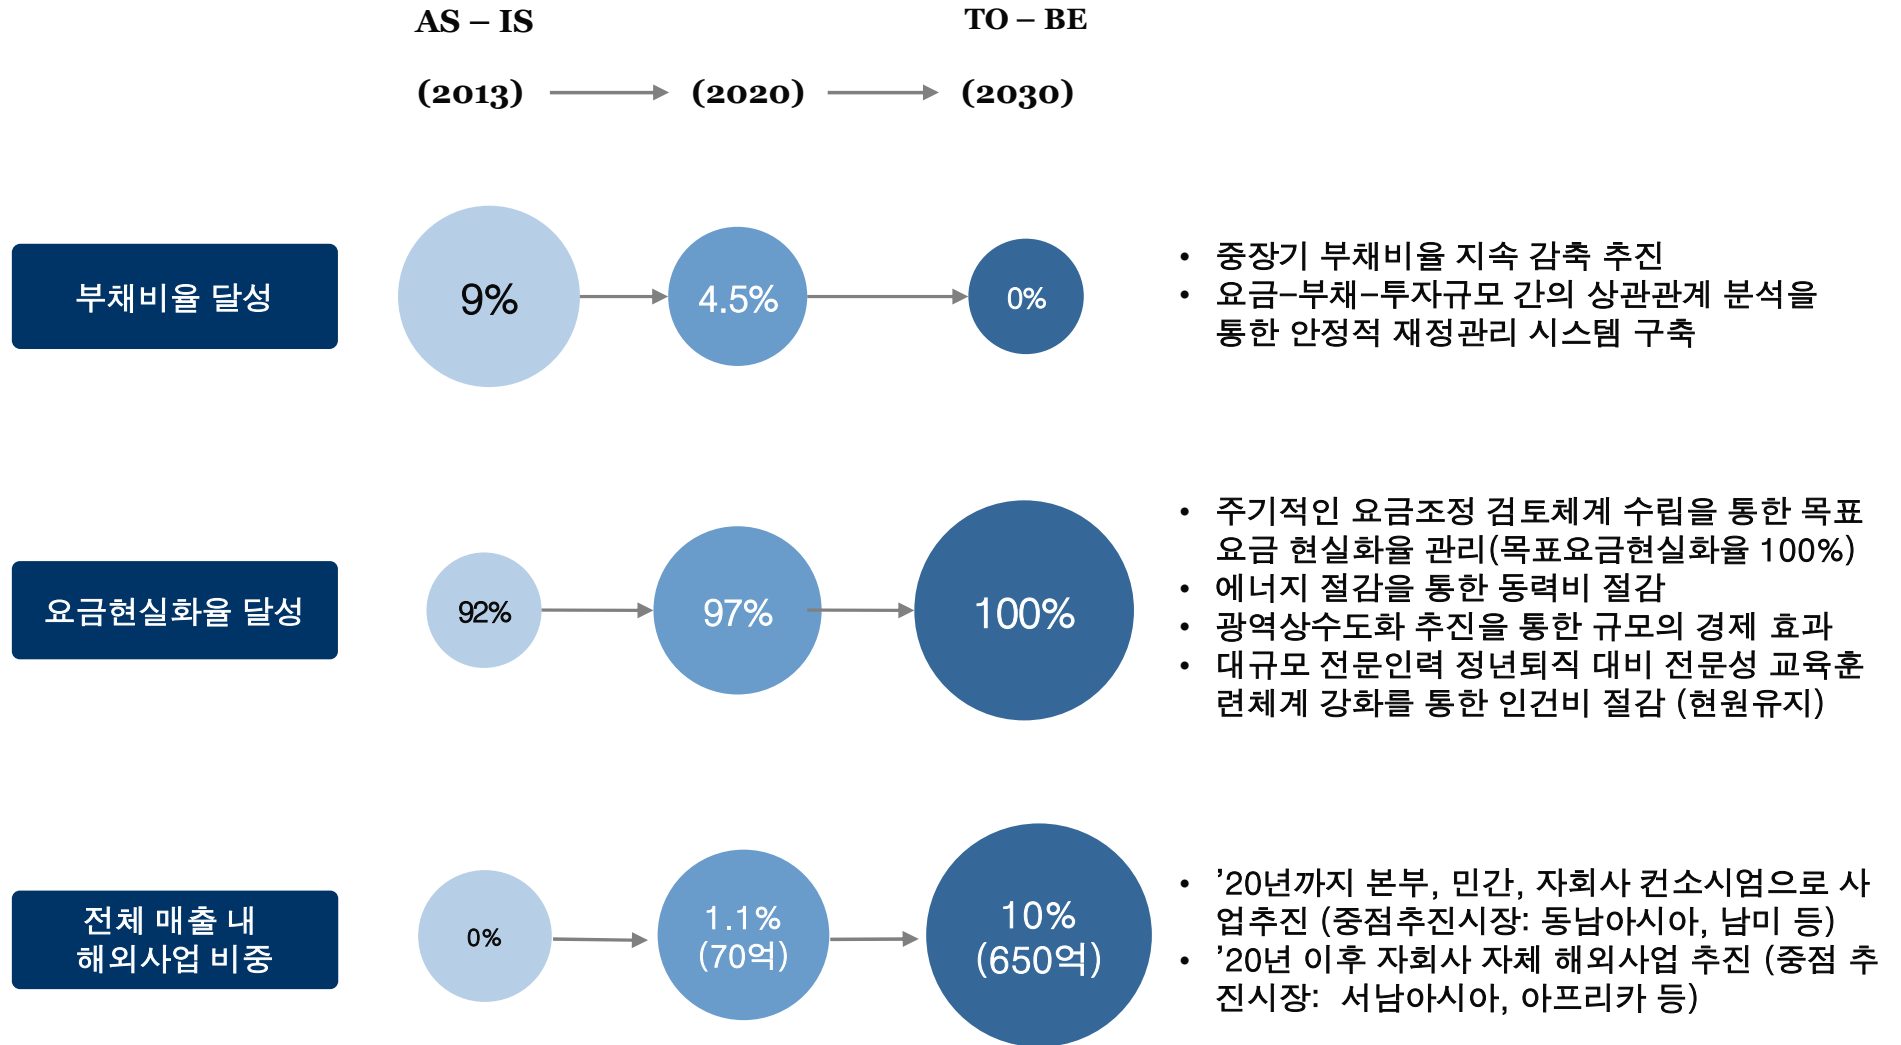 AS – IS
TO – BE
(2013)
(2020)
(2030)
부채비율 달성
9%
4.5%
0%
• 중장기 부채비율 지속 감축 추진
• 요금–부채–투자규모 간의 상관관계 분석을
통한 안정적 재정관리 시스템 구축
요금현실화율 달성
92%
97%
100%
• 주기적인 요금조정 검토체계 수립을 통한 목표
요금 현실화율 관리(목표요금현실화율 100%)
• 에너지 절감을 통한 동력비 절감
• 광역상수도화 추진을 통한 규모의 경제 효과
• 대규모 전문인력 정년퇴직 대비 전문성 교육훈
련체계 강화를 통한 인건비 절감 (현원유지)
전체 매출 내
해외사업 비중
0%
1.1%
(70억)
10%
(650억)
• ’20년까지 본부, 민간, 자회사 컨소시엄으로 사
업추진 (중점추진시장: 동남아시아, 남미 등)
• ’20년 이후 자회사 자체 해외사업 추진 (중점 추
진시장: 서남아시아, 아프리카 등)